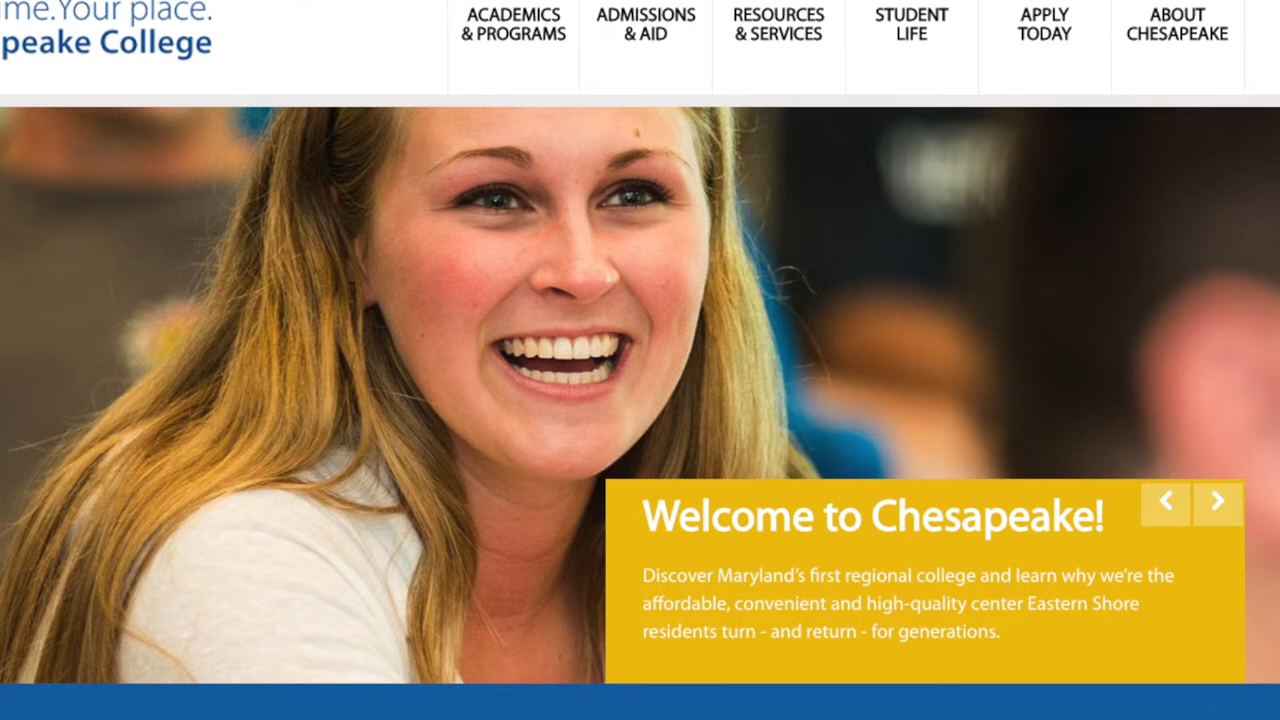 Your place.
College
ACADEMICS
& PROGRAMS
ADMISSIONS
& AID
RESOURCES
& SERVICES
STUDENT
LIFE
APPLY
TODAY
ABOUT
CHESAPEAKE
Welcome to Chesapeake!
Discover Maryland’s first regional college and learn why we’re the
affordable, convenient and high-quality center Eastern Shore
residents turn - and return - for generations.